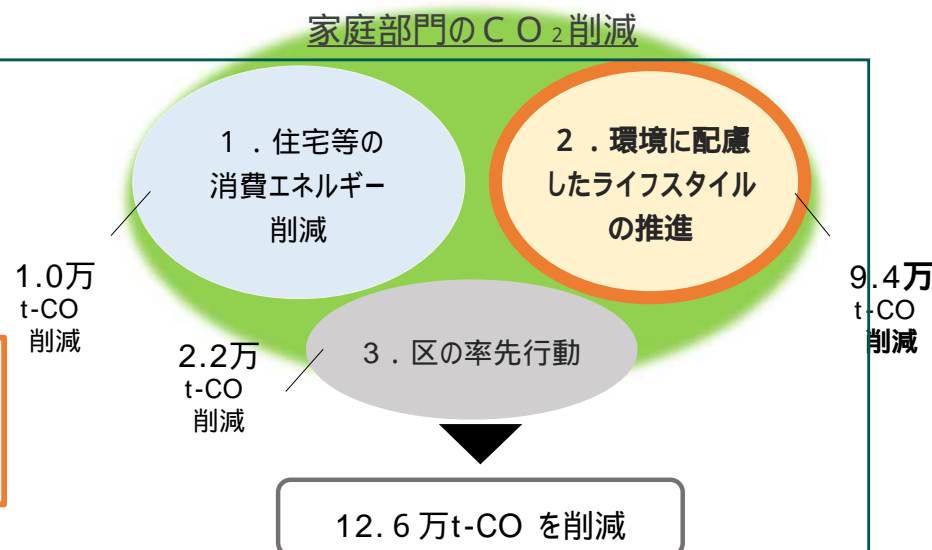 家庭部門のＣＯ₂削減
１．住宅等の
消費エネルギー
削減
２．環境に配慮
したライフスタイル
の推進
1.0万
t-CO
削減
9.4万
t-CO
削減
2.2万
t-CO
削減
３．区の率先行動
12.６万t-CO を削減